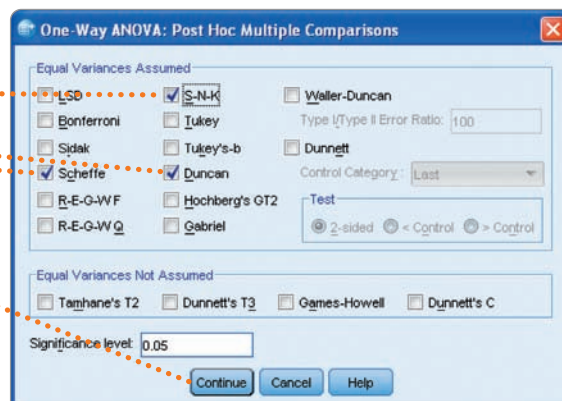 One-Way ANOVA: Post Hoc Multiple Comparisons
Equal Variances Assumed
LSD S-N-K Waller-Duncan
Bonferroni Tukey Type I/Type II Error Ratio: 100
Sidak Tukey's-b Dunnett
Scheffe Duncan Control Category: Last
R-E-G-W F Hochberg's GT2 Test
R-E-G-W Q Gabriel 2-sided < Control > Control
Equal Variances Not Assumed
Tamhane's T2 Dunnett's T3 Games-Howell Dunnett's C
Significance level: 0.05
Continue Cancel Help